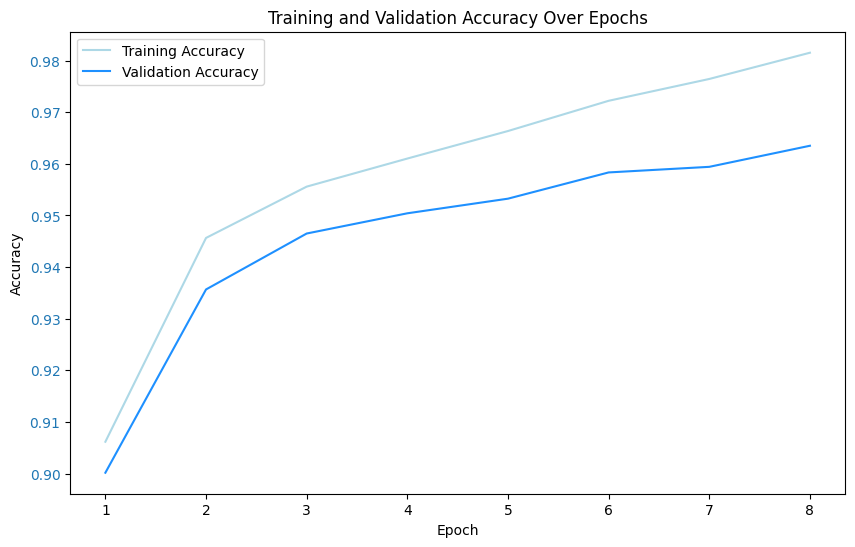 Training and Validation Accuracy Over Epochs
Training Accuracy
Validation Accuracy
0.98
0.97
0.96
0.95
0.94
0.93
0.92
0.91
0.90
Accuracy
1 2 3 4 5 6 7 8
Epoch